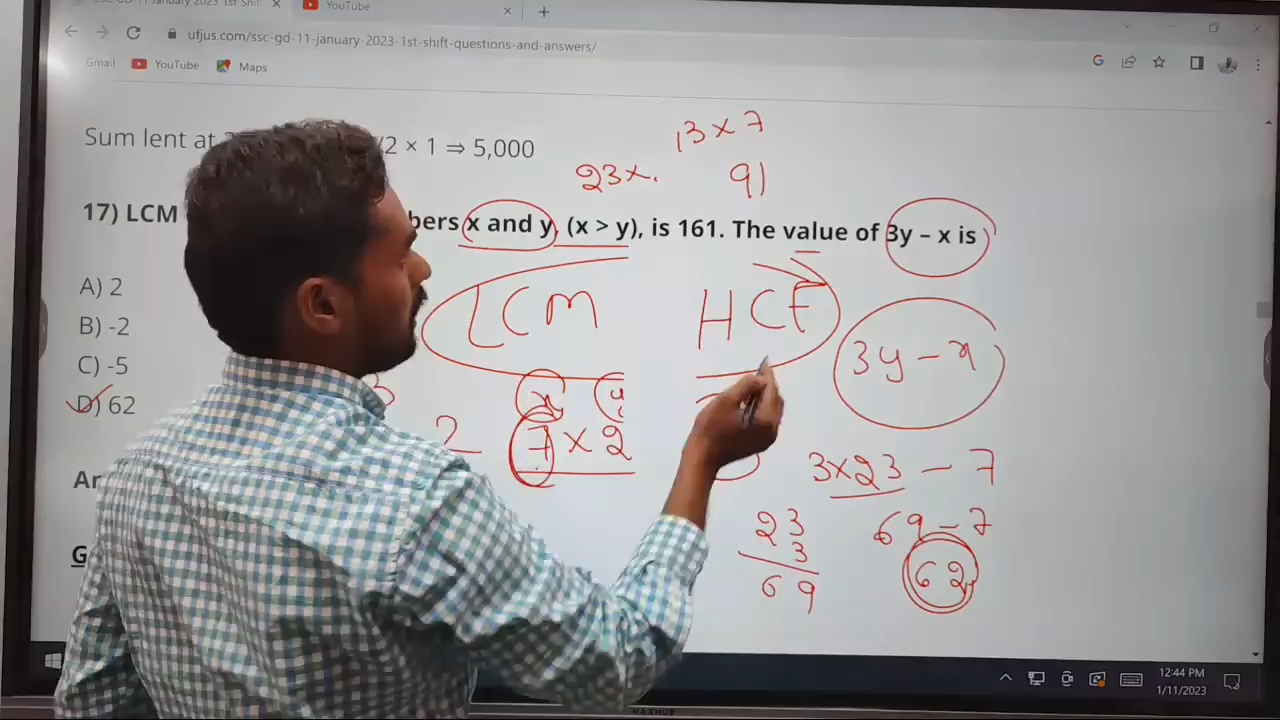 YouTube
ufjus.com/ssc-gd-11-january-2023-1st-shift-questions-and-answers/
Gmail YouTube Maps
Sum lent at /2 × 1 ⇒ 5,000
13 × 7
23 ×. 91
17) LCM bers x and y, (x > y), is 161. The value of 3y – x is
A) 2
B) -2
C) -5
D) 62
LCM HCF
3y - x
x y
2 7 × 2
3×23 - 7
23
3
69
69 - 7
62
12:44 PM
1/11/2023
MAXHUB